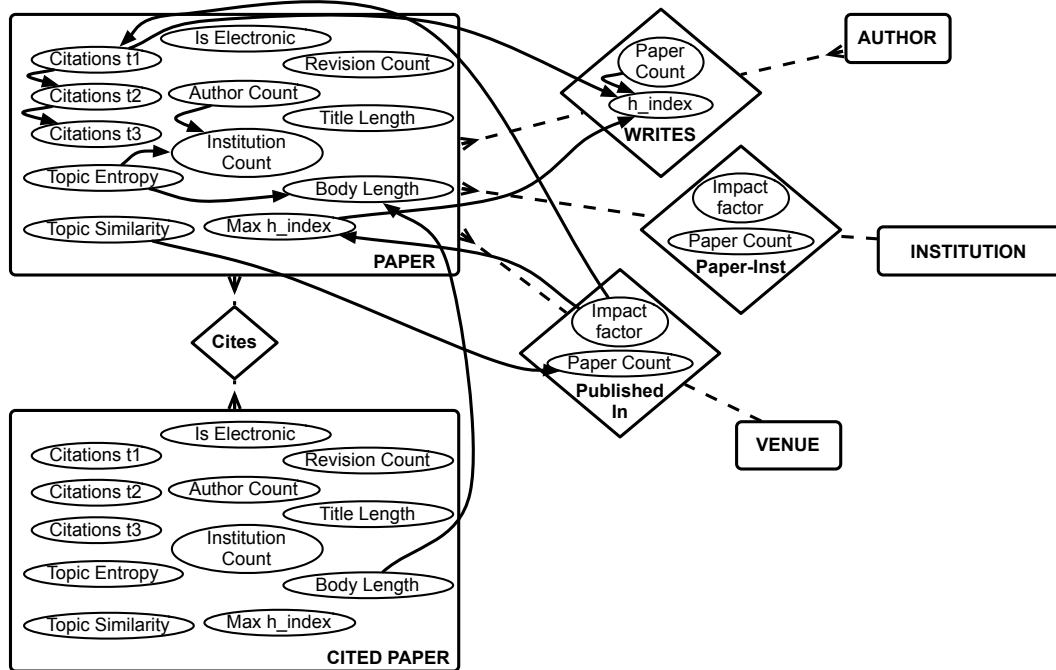 Is Electronic
Citations t1
Revision Count
Citations t2
Author Count
Title Length
Citations t3
Institution
Count
Topic Entropy
Body Length
Topic Similarity
Max h_index
PAPER
Paper
Count
h_index
WRITES
AUTHOR
Impact
factor
Paper Count
Paper-Inst
INSTITUTION
Impact
factor
Paper Count
Published
In
VENUE
Cites
Is Electronic
Citations t1
Revision Count
Citations t2
Author Count
Title Length
Citations t3
Institution
Count
Topic Entropy
Body Length
Topic Similarity
Max h_index
CITED PAPER